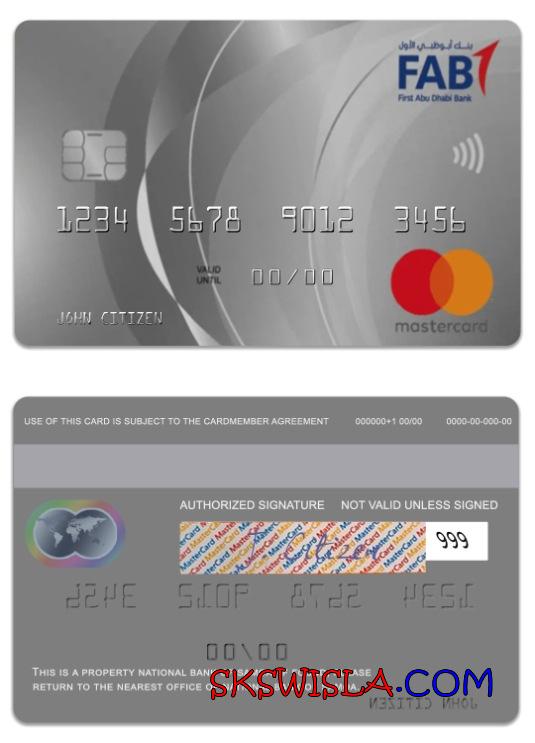 بنك أبوظبي الأول
FAB
First Abu Dhabi Bank
1234 5678 9012 3456
VALID UNTIL 00/00
JOHN CITIZEN
mastercard
USE OF THIS CARD IS SUBJECT TO THE CARDMEMBER AGREEMENT 000000+1 00/00 0000-00-000-00
AUTHORIZED SIGNATURE NOT VALID UNLESS SIGNED
MasterCard MasterCard MasterCard
Citizen 999
1234 5678 9012 3456
00/00
THIS IS A PROPERTY NATIONAL BANK
RETURN TO THE NEAREST OFFICE
SKSWISLA.COM
JOHN CITIZEN